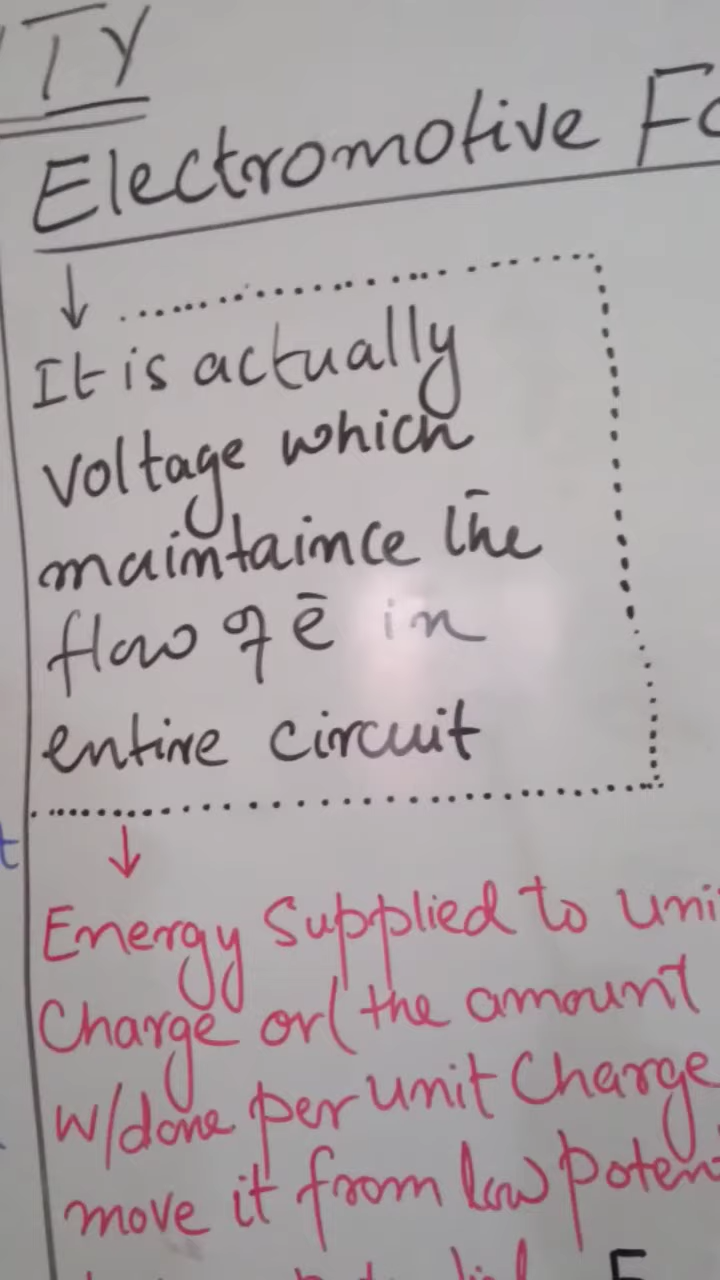 TY
Electromotive Fo
↓
It is actually
voltage which
maintaince the
flow of ē in
entire circuit
↓
Energy supplied to uni
Charge or (the amount
w/done per unit charge
move it from low poten